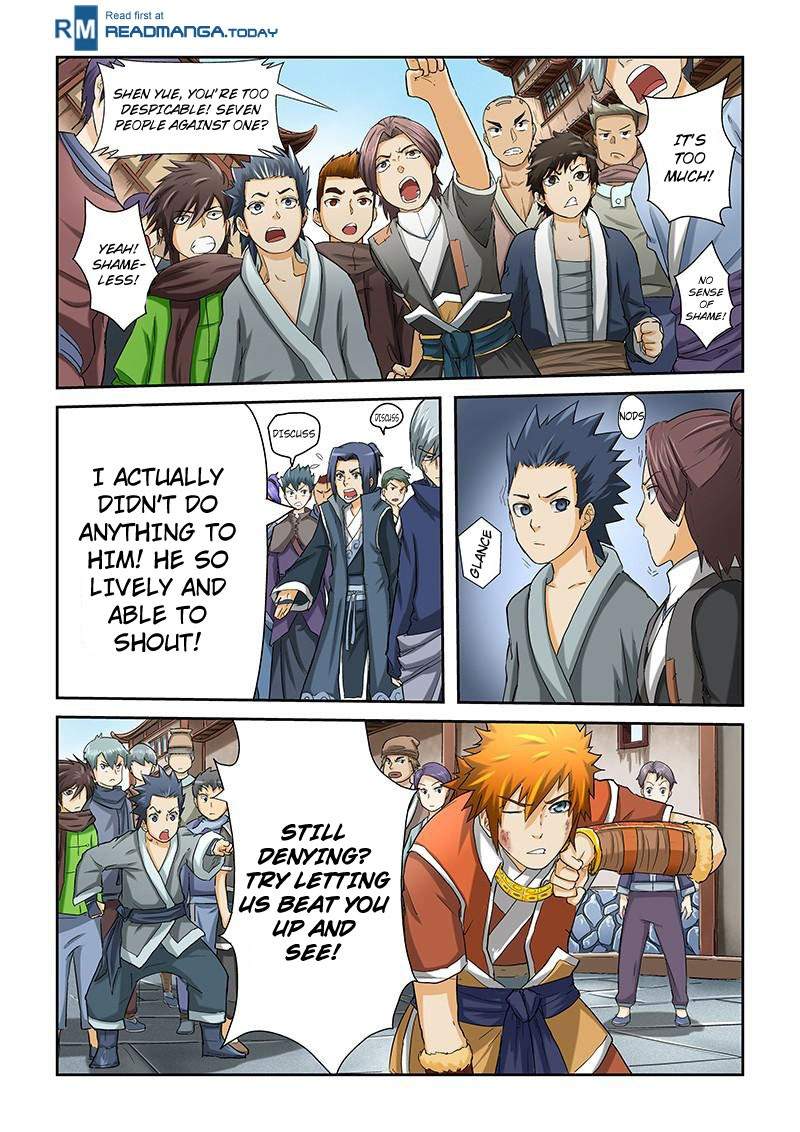 RM
Read first at
READMANGA.TODAY
SHEN YUE, YOU'RE TOO
DESPICABLE! SEVEN
PEOPLE AGAINST ONE?
IT'S
TOO
MUCH!
YEAH!
SHAME-
LESS!
NO
SENSE
OF
SHAME!
I ACTUALLY
DIDN'T DO
ANYTHING TO
HIM! HE SO
LIVELY AND
ABLE TO
SHOUT!
DISCUSS
DISCUSS
GLANCE
NODS
STILL
DENYING?
TRY LETTING
US BEAT YOU
UP AND
SEE!